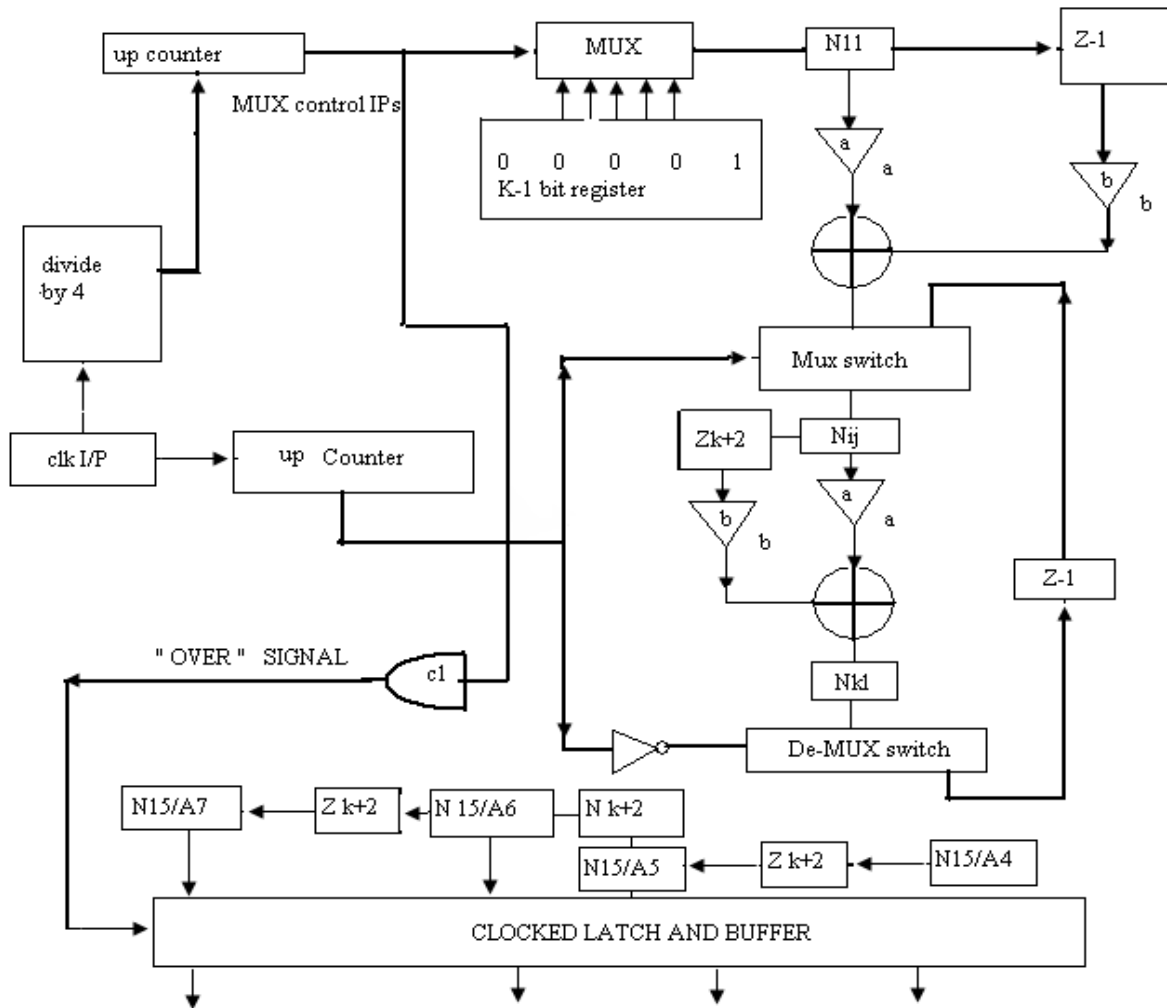 up counter
MUX
N11
Z-1
MUX control IPs
0 0 0 0 1
K-1 bit register
a
a
b
b
divide
by 4
Mux switch
clk I/P
up Counter
Zk+2
Nij
a
a
b
b
Z-1
" OVER " SIGNAL
c1
Nkl
De-MUX switch
N15/A7
Z k+2
N 15/A6
N k+2
N15/A5
Z k+2
N15/A4
CLOCKED LATCH AND BUFFER